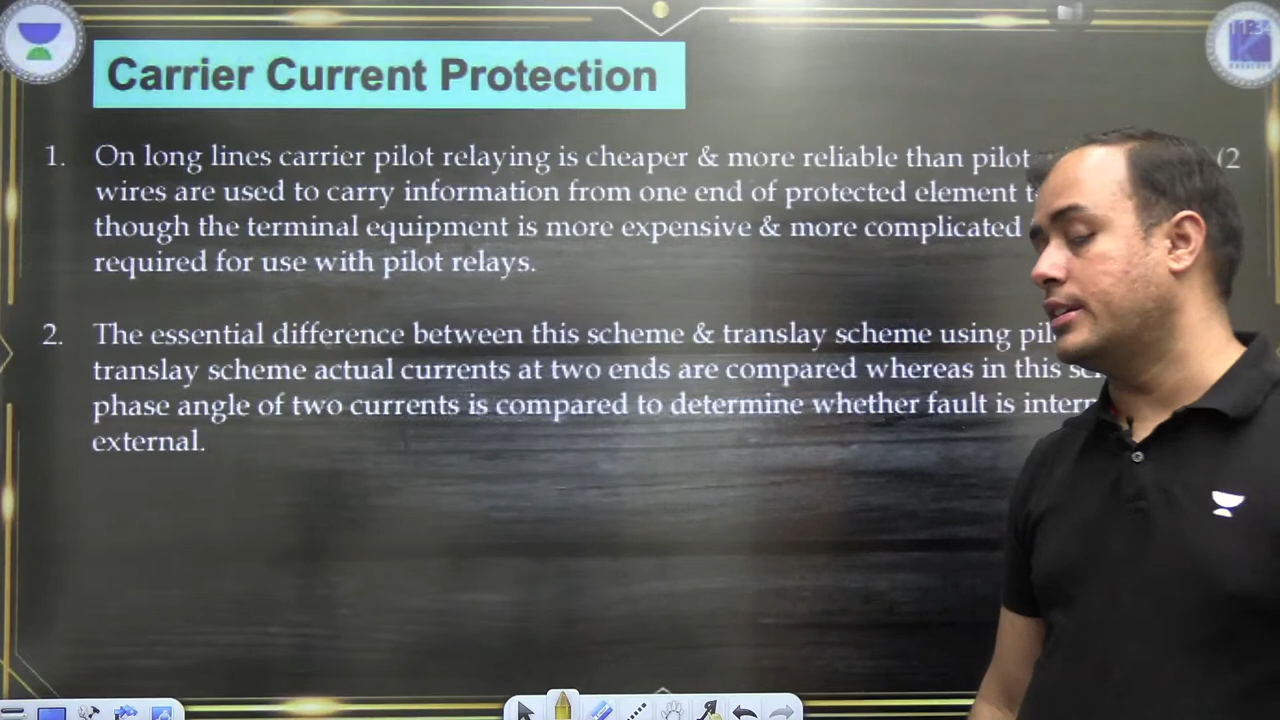 11:34
Carrier Current Protection
1. On long lines carrier pilot relaying is cheaper & more reliable than pilot (2
wires are used to carry information from one end of protected element
though the terminal equipment is more expensive & more complicated
required for use with pilot relays.
2. The essential difference between this scheme & translay scheme using
translay scheme actual currents at two ends are compared whereas in this
phase angle of two currents is compared to determine whether fault is
external.